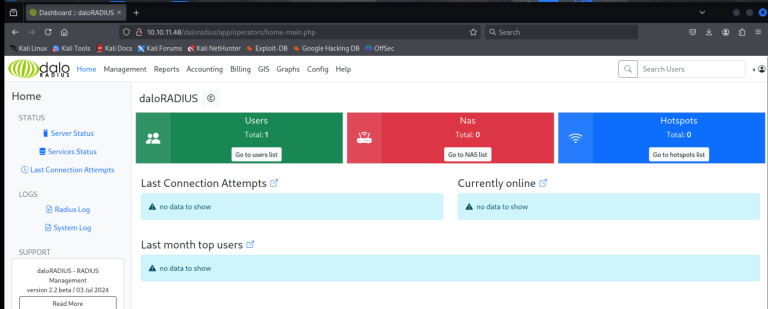 Dashboard :: daloRADIUS
10.10.11.48/daloradius/app/operators/home-main.php
Search
Kali Linux Kali Tools Kali Docs Kali Forums Kali NetHunter Exploit-DB Google Hacking DB OffSec
dalo RADIUS
Home Management Reports Accounting Billing GIS Graphs Config Help
Search Users
Home
STATUS
Server Status
Services Status
Last Connection Attempts
LOGS
Radius Log
System Log
SUPPORT
daloRADIUS - RADIUS
Management
version 2.2 beta / 03 Jul 2024
Read More
daloRADIUS ©
Users
Total: 1
Go to users list
Nas
Total: 0
Go to NAS list
Hotspots
Total: 0
Go to hotspots list
Last Connection Attempts
no data to show
Currently online
no data to show
Last month top users
no data to show